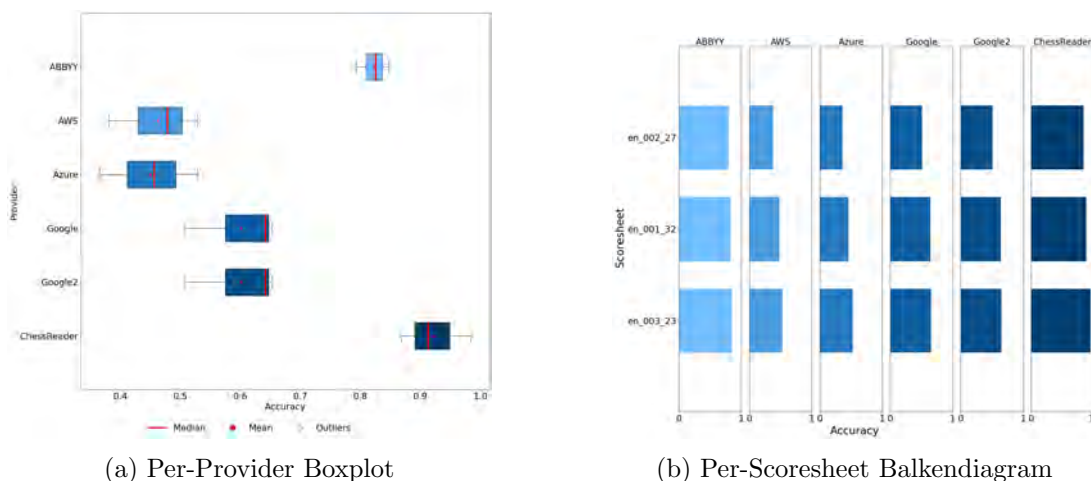 Provider
ABBYY
AWS
Azure
Google
Google2
ChessReader
0.4 0.5 0.6 0.7 0.8 0.9 1.0
Accuracy
Median Mean Outliers
(a) Per-Provider Boxplot
ABBYY AWS Azure Google Google2 ChessReader
Scoresheet
en_002_27
en_001_32
en_003_23
0 1 0 1 0 1 0 1 0 1 0 1
Accuracy
(b) Per-Scoresheet Balkendiagram